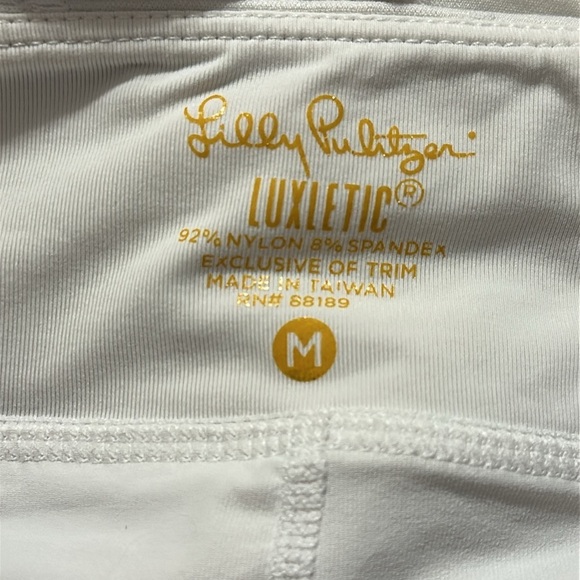 Lilly Pulitzer
LUXLETIC®
92% NYLON 8% SPANDEX
EXCLUSIVE OF TRIM
MADE IN TAIWAN
RN# 68189
M